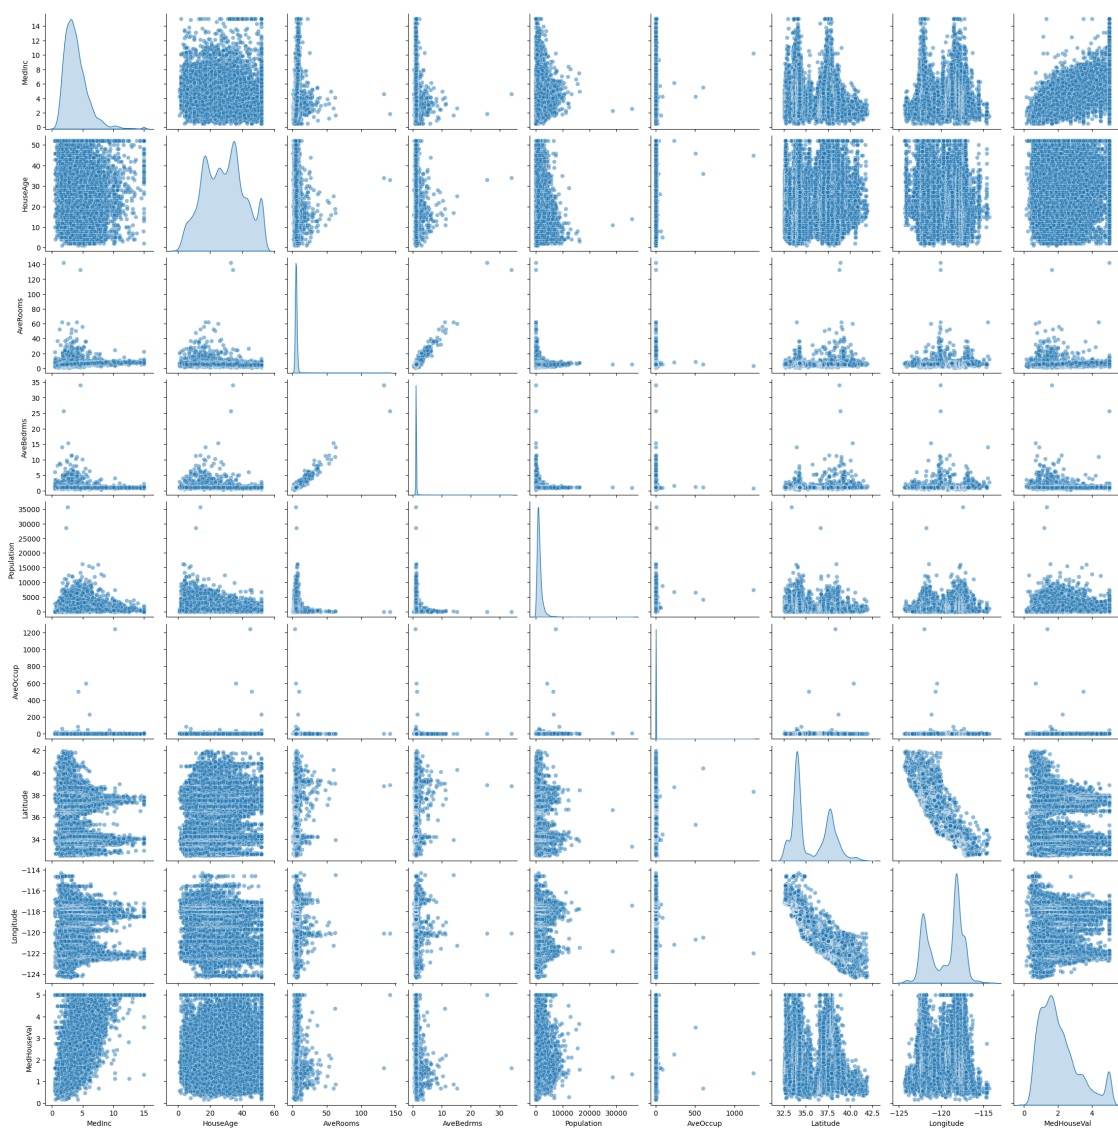 14
12
10
8
6
4
2
0
MedInc
50
40
30
20
10
0
HouseAge
140
120
100
80
60
40
20
0
AveRooms
35
30
25
20
15
10
5
0
AveBedrms
35000
30000
25000
20000
15000
10000
5000
0
Population
1200
1000
800
600
400
200
0
AveOccup
42
40
38
36
34
Latitude
−114
−116
−118
−120
−122
−124
Longitude
5
4
3
2
1
0
MedHouseVal
0 5 10 15
MedInc
0 20 40 60
HouseAge
0 50 100 150
AveRooms
0 10 20 30
AveBedrms
0 10000 20000 30000
Population
0 500 1000
AveOccup
32.5 35.0 37.5 40.0 42.5
Latitude
−125 −120 −115
Longitude
0 2 4
MedHouseVal